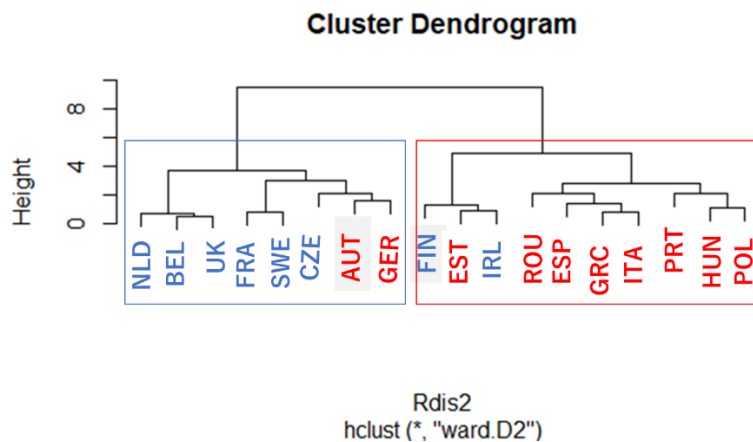 Cluster Dendrogram
Height
8
4
0
NLD BEL UK FRA SWE CZE AUT GER FIN EST IRL ROU ESP GRC ITA PRT HUN POL
Rdis2
hclust (*, "ward.D2")